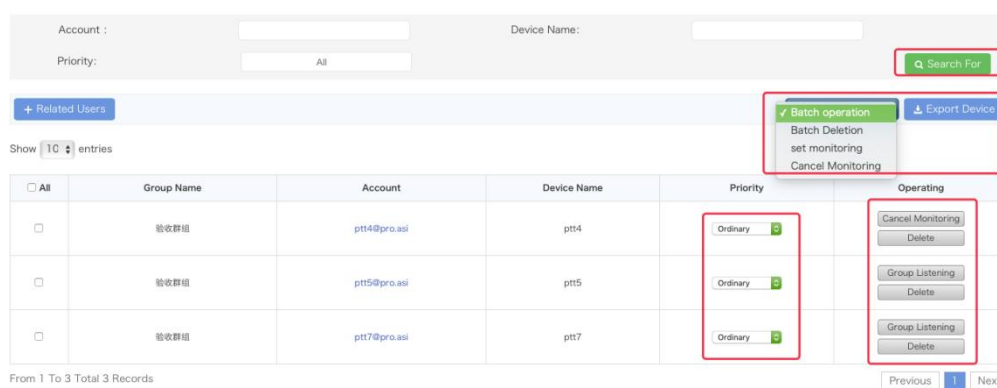 Account :
Device Name:
Priority:
All
Search For
+ Related Users
✓ Batch operation
Export Device
Batch Deletion
Show 10 entries
set monitoring
Cancel Monitoring
All
Group Name
Account
Device Name
Priority
Operating
验收群组
ptt4@pro.asi
ptt4
Ordinary
Cancel Monitoring
Delete
验收群组
ptt5@pro.asi
ptt5
Ordinary
Group Listening
Delete
验收群组
ptt7@pro.asi
ptt7
Ordinary
Group Listening
Delete
From 1 To 3 Total 3 Records
Previous
1
Nex